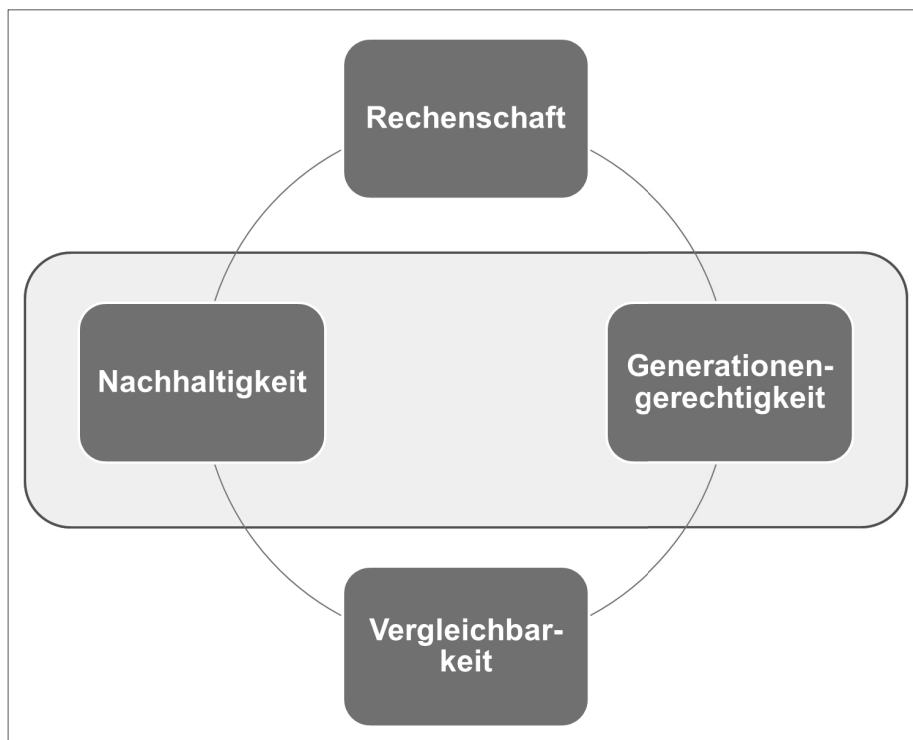 Rechenschaft
Nachhaltigkeit
Generationen-
gerechtigkeit
Vergleichbar-
keit